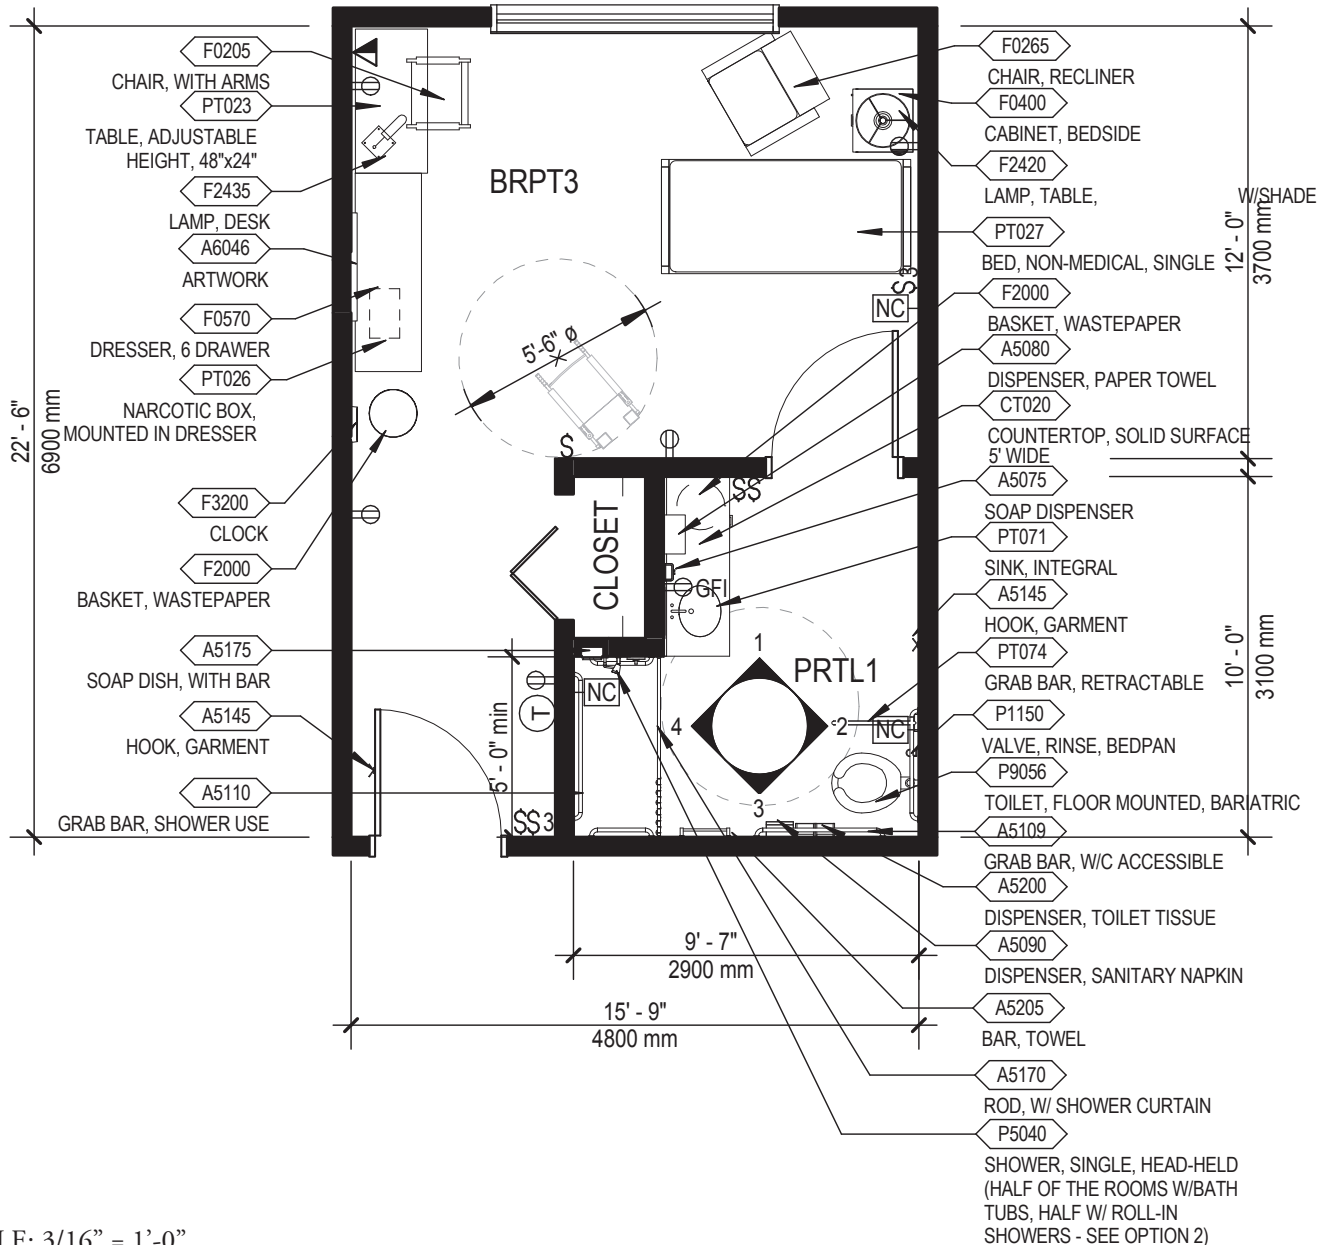 F0205
CHAIR, WITH ARMS
PT023
TABLE, ADJUSTABLE
HEIGHT, 48"x24"
F2435
LAMP, DESK
A6046
ARTWORK
F0570
DRESSER, 6 DRAWER
PT026
NARCOTIC BOX,
MOUNTED IN DRESSER
F3200
CLOCK
F2000
BASKET, WASTEPAPER
A5175
SOAP DISH, WITH BAR
A5145
HOOK, GARMENT
A5110
GRAB BAR, SHOWER USE
22' - 6"
6900 mm
BRPT3
5'-6" ø
S
CLOSET
SS
GFI
NC
S3
NC
T
5' - 0" min
SS3
PRTL1
1
2
3
4
NC
9' - 7"
2900 mm
15' - 9"
4800 mm
F0265
CHAIR, RECLINER
F0400
CABINET, BEDSIDE
F2420
LAMP, TABLE, W/SHADE
PT027
BED, NON-MEDICAL, SINGLE
F2000
BASKET, WASTEPAPER
A5080
DISPENSER, PAPER TOWEL
CT020
COUNTERTOP, SOLID SURFACE
5' WIDE
A5075
SOAP DISPENSER
PT071
SINK, INTEGRAL
A5145
HOOK, GARMENT
PT074
GRAB BAR, RETRACTABLE
P1150
VALVE, RINSE, BEDPAN
P9056
TOILET, FLOOR MOUNTED, BARIATRIC
A5109
GRAB BAR, W/C ACCESSIBLE
A5200
DISPENSER, TOILET TISSUE
A5090
DISPENSER, SANITARY NAPKIN
A5205
BAR, TOWEL
A5170
ROD, W/ SHOWER CURTAIN
P5040
SHOWER, SINGLE, HEAD-HELD
(HALF OF THE ROOMS W/BATH
TUBS, HALF W/ ROLL-IN
SHOWERS - SEE OPTION 2)
12' - 0"
3700 mm
10' - 0"
3100 mm
LE: 3/16" = 1'-0"